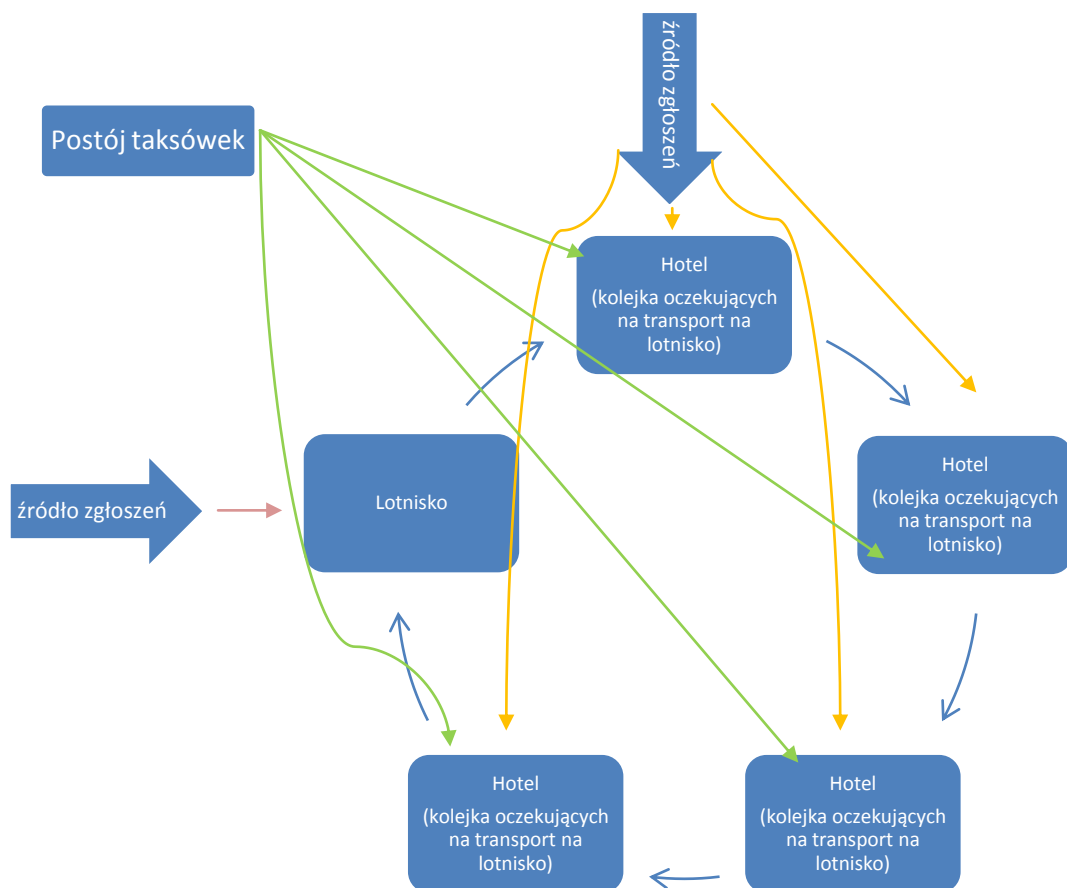 źródło zgłoszeń
Postój taksówek
Hotel
(kolejka oczekujących
na transport na
lotnisko)
Hotel
(kolejka oczekujących
na transport na
lotnisko)
Lotnisko
źródło zgłoszeń
Hotel
(kolejka oczekujących
na transport na
lotnisko)
Hotel
(kolejka oczekujących
na transport na
lotnisko)